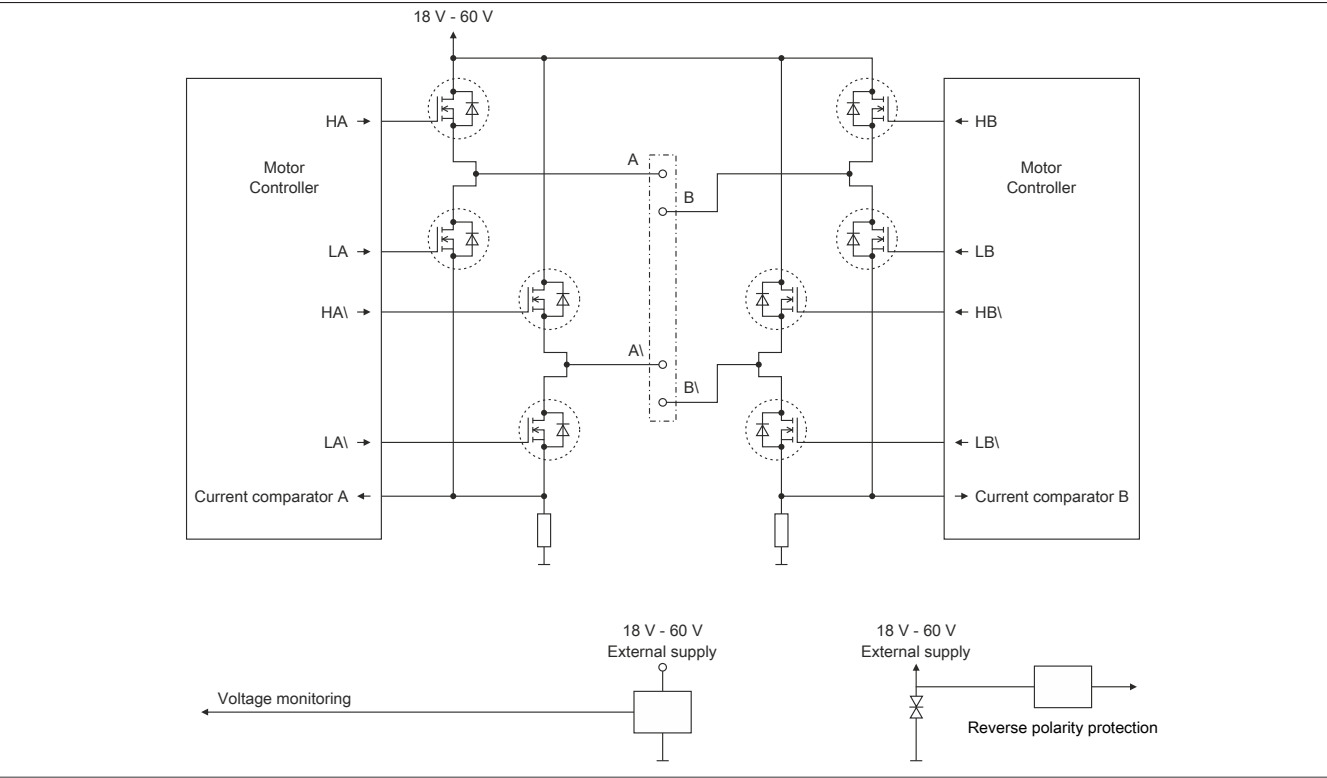 18 V - 60 V
HA
HB
Motor
Controller
Motor
Controller
A
B
LA
LB
HA\
HB\
A\
B\
LA\
LB\
Current comparator A
Current comparator B
18 V - 60 V
External supply
18 V - 60 V
External supply
Voltage monitoring
Reverse polarity protection